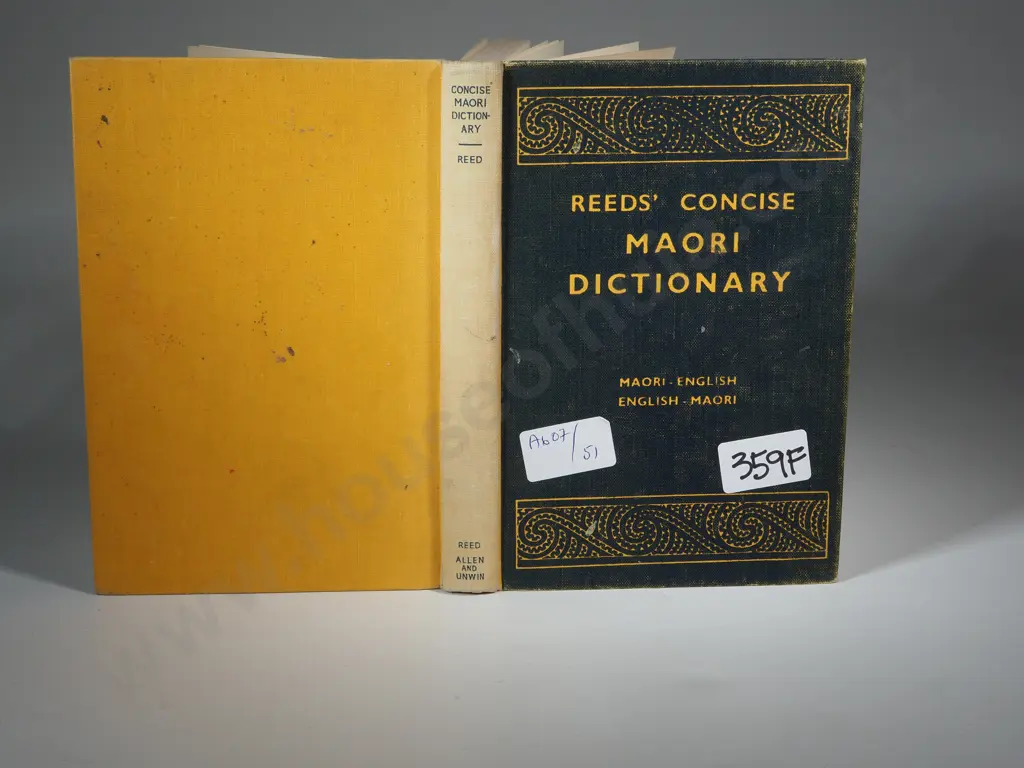 CONCISE
MAORI
DICTION-
ARY
REED
REED
ALLEN
AND
UNWIN
REEDS' CONCISE
MAORI
DICTIONARY
MAORI - ENGLISH
ENGLISH - MAORI
Ab07/51
359F